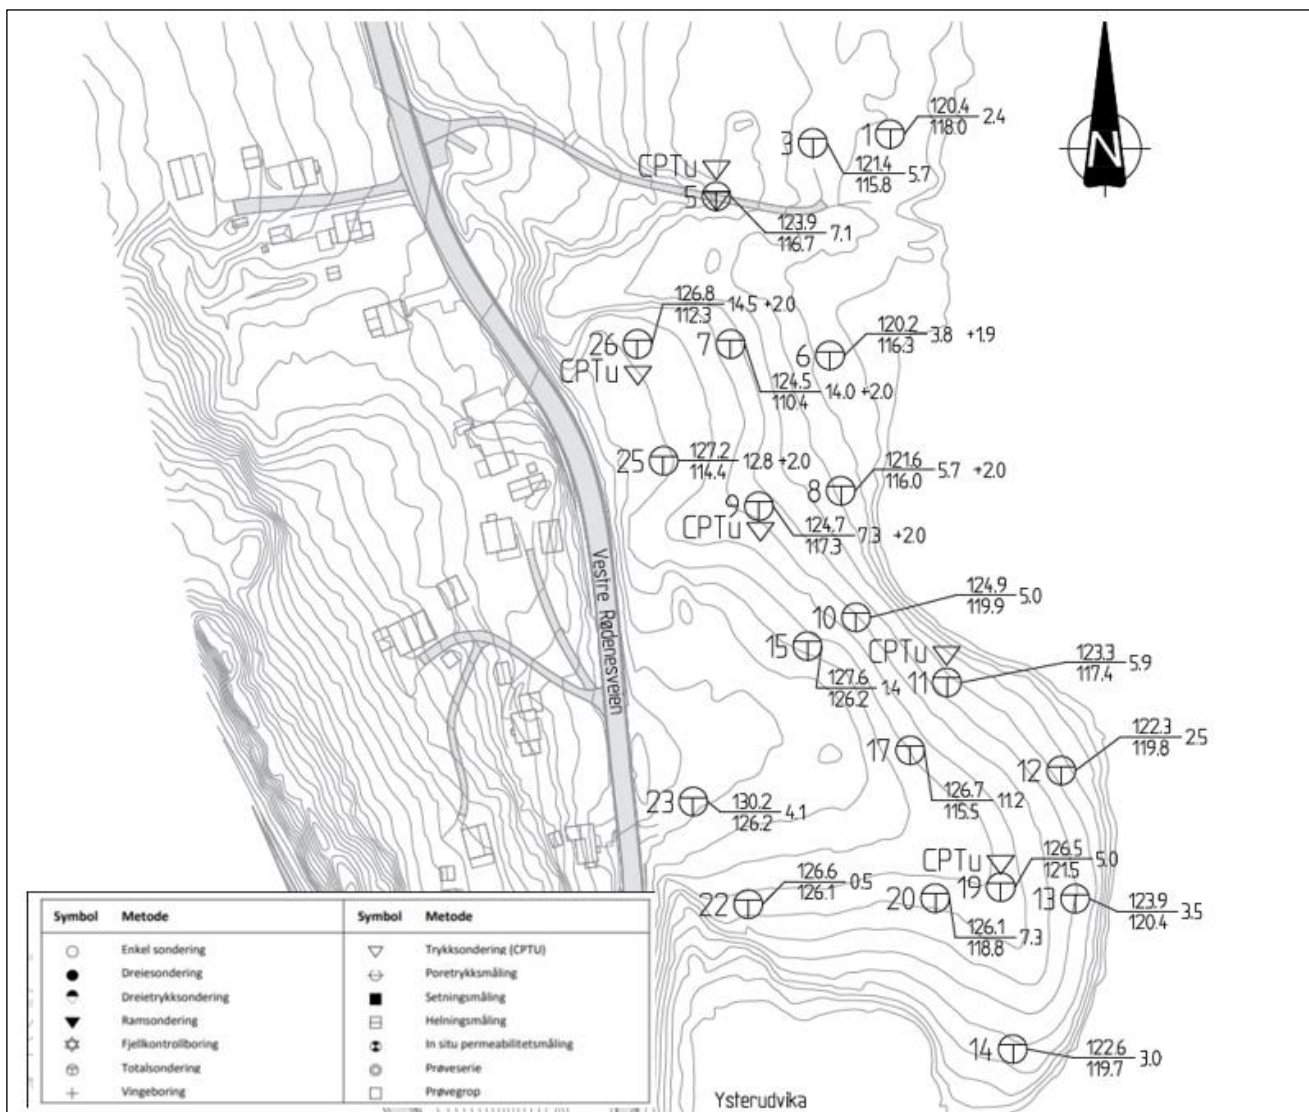 N
1 120.4 2.4
118.0
3 121.4 5.7
115.8
CPTu
5 123.9 7.1
116.7
126.8 14.5 +2.0
112.3
26
CPTu
7 124.5 14.0 +2.0
110.4
6 120.2 3.8 +1.9
116.3
25 127.2 12.8 +2.0
114.4
8 121.6 5.7 +2.0
116.0
9 124.7 7.3 +2.0
117.3
CPTu
Vestre Rødenesveien
10 124.9 5.0
119.9
15 127.6 1.4
126.2
CPTu
11 123.3 5.9
117.4
17 126.7 11.2
115.5
12 122.3 2.5
119.8
23 130.2 4.1
126.2
CPTu
19 126.5 5.0
121.5
22 126.6 0.5
126.1
20 126.1 7.3
118.8
13 123.9 3.5
120.4
14 122.6 3.0
119.7
Ysterudvika
Symbol Metode Symbol Metode
Enkel sondering Trykksondering (CPTU)
Dreiesondering Poretrykksmåling
Dreietrykksondering Setningsmåling
Ramsondering Helningsmåling
Fjellkontrollboring In situ permeabilitetsmåling
Totalsondering Prøveserie
Vingeboring Prøvegrop